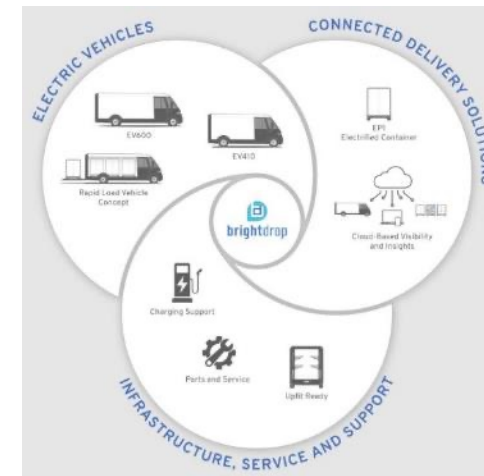 ELECTRIC VEHICLES
EV600
EV410
Rapid Load Vehicle
Concept
CONNECTED DELIVERY SOLUTIONS
EP1
Electrified Container
Cloud-Based Visibility
and Insights
brightdrop
Charging Support
Parts and Service
Upfit Ready
INFRASTRUCTURE, SERVICE AND SUPPORT